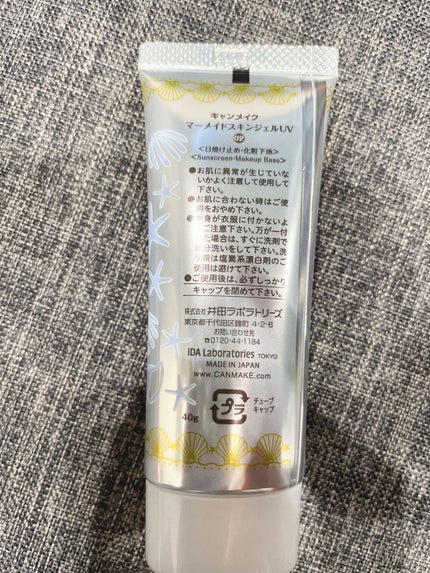 キャンメイク
マーメイドスキンジェルUV
02
<日焼け止め・化粧下地>
<Sunscreen・Makeup Base>
●お肌に異常が生じていな
いかよく注意して使用して
下さい。
●お肌に合わない時はご使
用をおやめ下さい。
●中身が衣服に付かないよ
ご注意下さい。万が一付
た場合は、すぐに洗剤で
部分洗いをして下さい。洗
う際は塩素系漂白剤のご
使用は避けて下さい。
●ご使用後は、必ずしっかり
キャップを閉めて下さい。
株式会社 井田ラボラトリーズ
東京都千代田区麹町 4-2-6
お問い合わせ先
☎0120-44-1184
IDA Laboratories TOKYO
MADE IN JAPAN
www.CANMAKE.com
プラ
チューブ
キャップ
40g